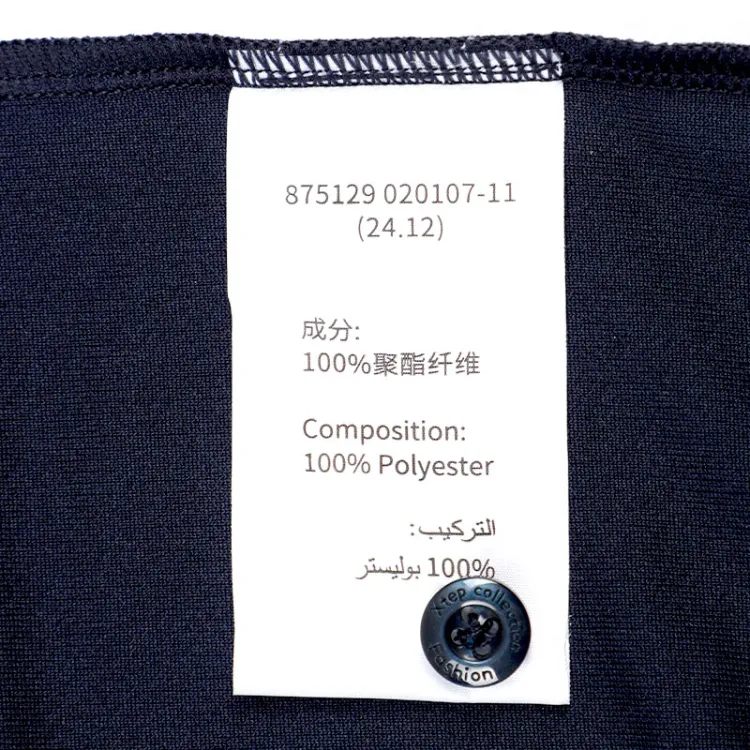 875129 020107-11
(24.12)
成分:
100%聚酯纤维
Composition:
100% Polyester
التركيب:
100% بوليستر
Xtep collection
Fashion